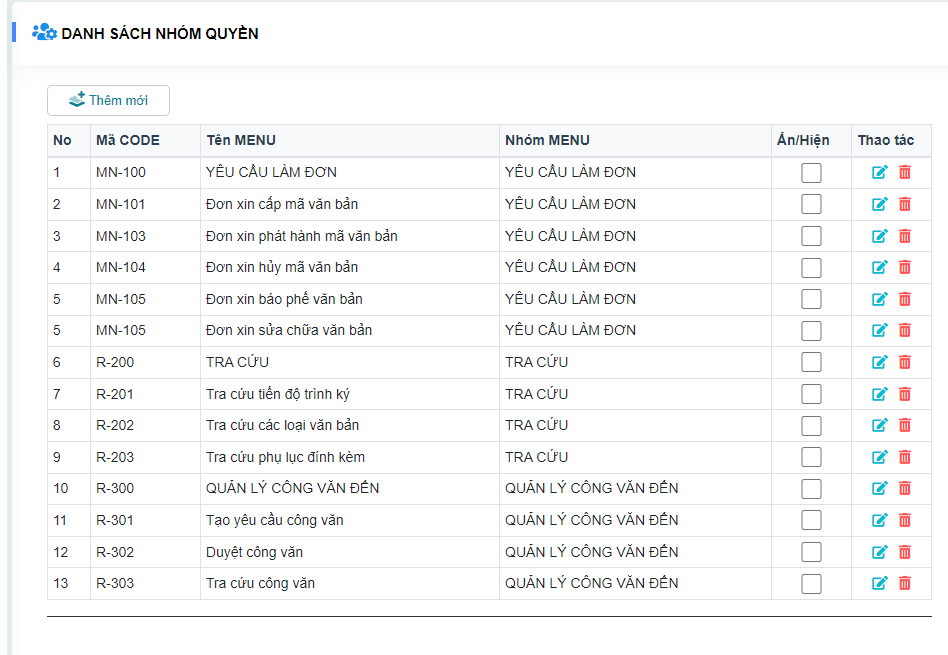 DANH SÁCH NHÓM QUYỀN
Thêm mới
No Mã CODE Tên MENU Nhóm MENU Ẩn/Hiện Thao tác
1 MN-100 YÊU CẦU LÀM ĐƠN YÊU CẦU LÀM ĐƠN
2 MN-101 Đơn xin cấp mã văn bản YÊU CẦU LÀM ĐƠN
3 MN-103 Đơn xin phát hành mã văn bản YÊU CẦU LÀM ĐƠN
4 MN-104 Đơn xin hủy mã văn bản YÊU CẦU LÀM ĐƠN
5 MN-105 Đơn xin báo phế văn bản YÊU CẦU LÀM ĐƠN
5 MN-105 Đơn xin sửa chữa văn bản YÊU CẦU LÀM ĐƠN
6 R-200 TRA CỨU TRA CỨU
7 R-201 Tra cứu tiến độ trình ký TRA CỨU
8 R-202 Tra cứu các loại văn bản TRA CỨU
9 R-203 Tra cứu phụ lục đính kèm TRA CỨU
10 R-300 QUẢN LÝ CÔNG VĂN ĐẾN QUẢN LÝ CÔNG VĂN ĐẾN
11 R-301 Tạo yêu cầu công văn QUẢN LÝ CÔNG VĂN ĐẾN
12 R-302 Duyệt công văn QUẢN LÝ CÔNG VĂN ĐẾN
13 R-303 Tra cứu công văn QUẢN LÝ CÔNG VĂN ĐẾN